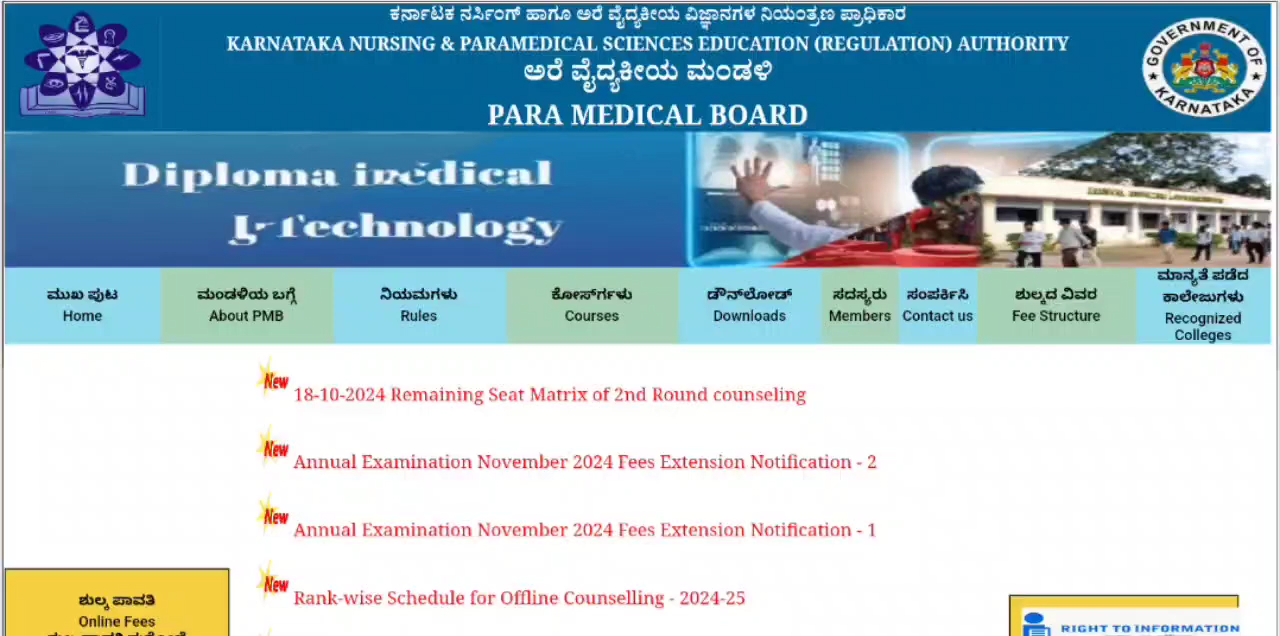 ಕರ್ನಾಟಕ ನರ್ಸಿಂಗ್ ಹಾಗೂ ಅರೆ ವೈದ್ಯಕೀಯ ವಿಜ್ಞಾನಗಳ ನಿಯಂತ್ರಣ ಪ್ರಾಧಿಕಾರ
KARNATAKA NURSING & PARAMEDICAL SCIENCES EDUCATION (REGULATION) AUTHORITY
ಅರೆ ವೈದ್ಯಕೀಯ ಮಂಡಳಿ
PARA MEDICAL BOARD
GOVERNMENT OF KARNATAKA
Diploma
Technology
ಮುಖ ಪುಟ
Home
ಮಂಡಳಿಯ ಬಗ್ಗೆ
About PMB
ನಿಯಮಗಳು
Rules
ಕೋರ್ಸ್‌ಗಳು
Courses
ಡೌನ್‌ಲೋಡ್
Downloads
ಸದಸ್ಯರು
Members
ಸಂಪರ್ಕಿಸಿ
Contact us
ಶುಲ್ಕದ ವಿವರ
Fee Structure
ಮಾನ್ಯತೆ ಪಡೆದ
ಕಾಲೇಜುಗಳು
Recognized
Colleges
New 18-10-2024 Remaining Seat Matrix of 2nd Round counseling
New Annual Examination November 2024 Fees Extension Notification - 2
New Annual Examination November 2024 Fees Extension Notification - 1
New Rank-wise Schedule for Offline Counselling - 2024-25
ಶುಲ್ಕ ಪಾವತಿ
Online Fees
RIGHT TO INFORMATION